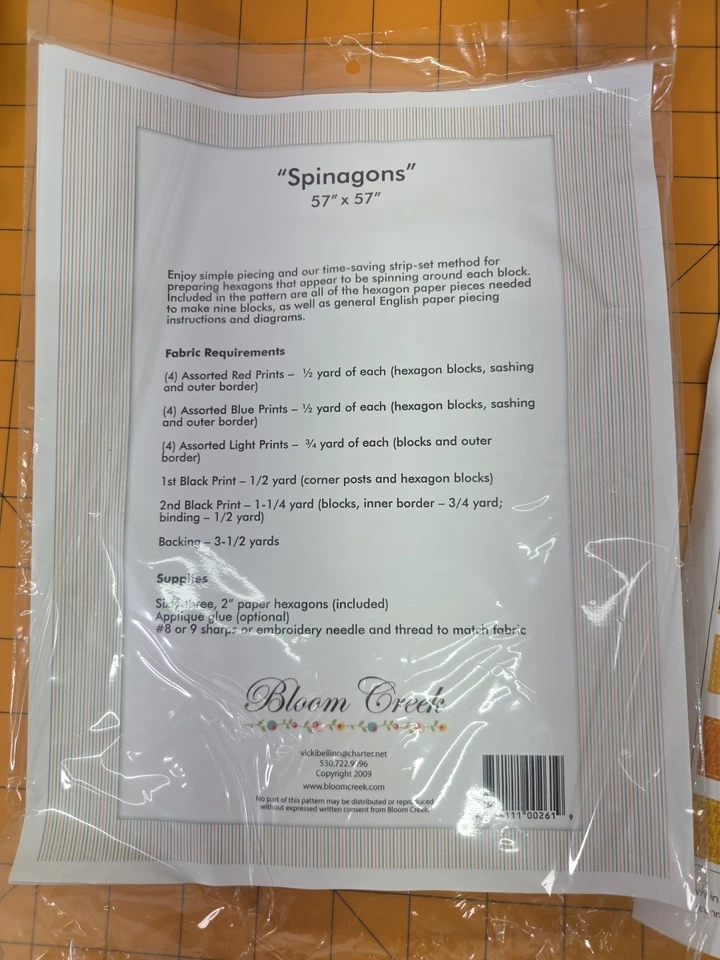 “Spinagons”
57” x 57”
Enjoy simple piecing and our time-saving strip-set method for
preparing hexagons that appear to be spinning around each block.
Included in the pattern are all of the hexagon paper pieces needed
to make nine blocks, as well as general English paper piecing
instructions and diagrams.
Fabric Requirements
(4) Assorted Red Prints – ½ yard of each (hexagon blocks, sashing
and outer border)
(4) Assorted Blue Prints – ½ yard of each (hexagon blocks, sashing
and outer border)
(4) Assorted Light Prints – ¾ yard of each (blocks and outer
border)
1st Black Print – 1/2 yard (corner posts and hexagon blocks)
2nd Black Print – 1-1/4 yard (blocks, inner border – 3/4 yard;
binding – 1/2 yard)
Backing – 3-1/2 yards
Supplies
Sixty-three, 2” paper hexagons (included)
Applique glue (optional)
#8 or 9 sharps or embroidery needle and thread to match fabric
Bloom Creek
vickibellino@charter.net
530.722.9996
Copyright 2009
www.bloomcreek.com
No part of this pattern may be distributed or reproduced
without expressed written consent from Bloom Creek.
00261 9